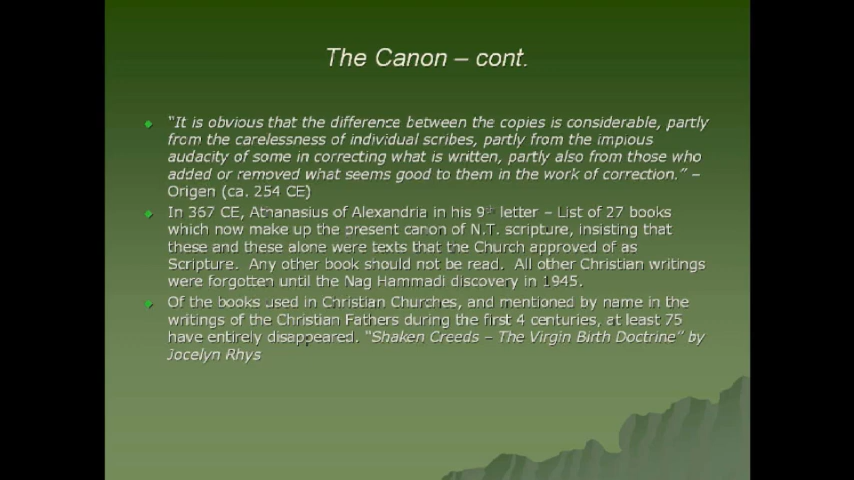 The Canon – cont.
“It is obvious that the difference between the copies is considerable, partly
from the carelessness of individual scribes, partly from the impious
audacity of some in correcting what is written, partly also from those who
added or removed what seems good to them in the work of correction.” –
Origen (ca. 254 CE)
In 367 CE, Athanasius of Alexandria in his 9th letter – List of 27 books
which now make up the present canon of N.T. scripture, insisting that
these and these alone were texts that the Church approved of as
Scripture. Any other book should not be read. All other Christian writings
were forgotten until the Nag Hammadi discovery in 1945.
Of the books used in Christian Churches, and mentioned by name in the
writings of the Christian Fathers during the first 4 centuries, at least 75
have entirely disappeared. “Shaken Creeds – The Virgin Birth Doctrine” by
Jocelyn Rhys